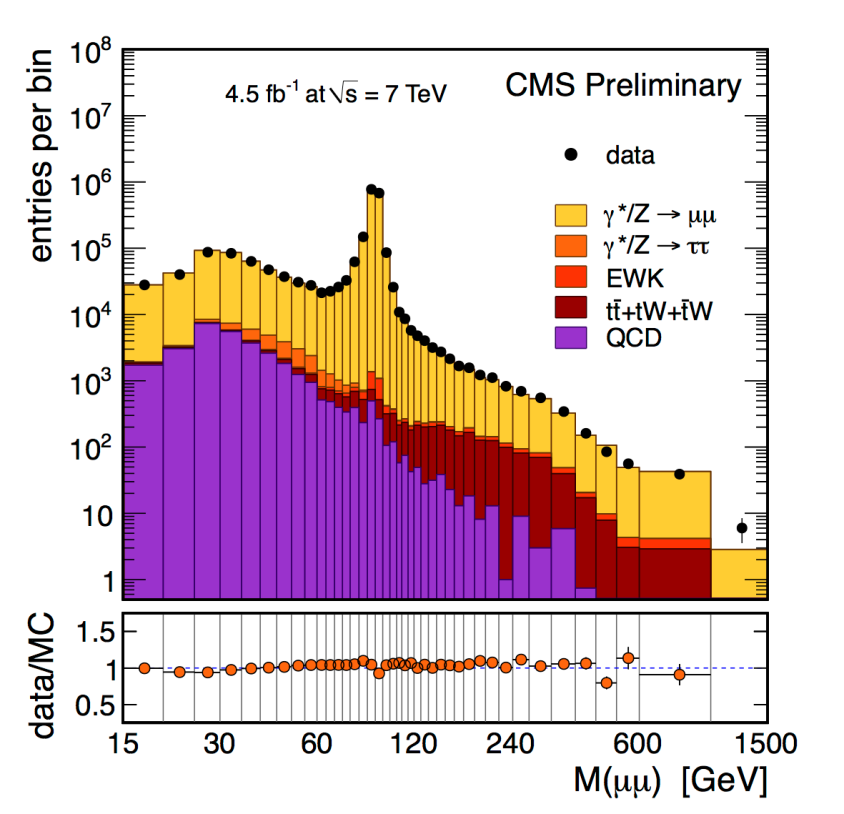 entries per bin
10⁸
10⁷
10⁶
10⁵
10⁴
10³
10²
10
1
4.5 fb⁻¹ at √s = 7 TeV
CMS Preliminary
data
γ*/Z → μμ
γ*/Z → ττ
EWK
tt̄+tW+t̄W
QCD
data/MC
1.5
1
0.5
15 30 60 120 240 600 1500
M(μμ) [GeV]